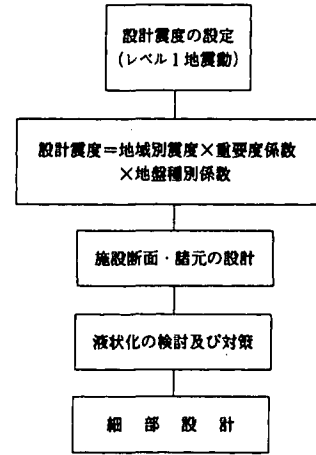 設計震度の設定
(レベル1地震動)
設計震度=地域別震度×重要度係数
×地盤種別係数
施設断面・諸元の設計
液状化の検討及び対策
細部設計